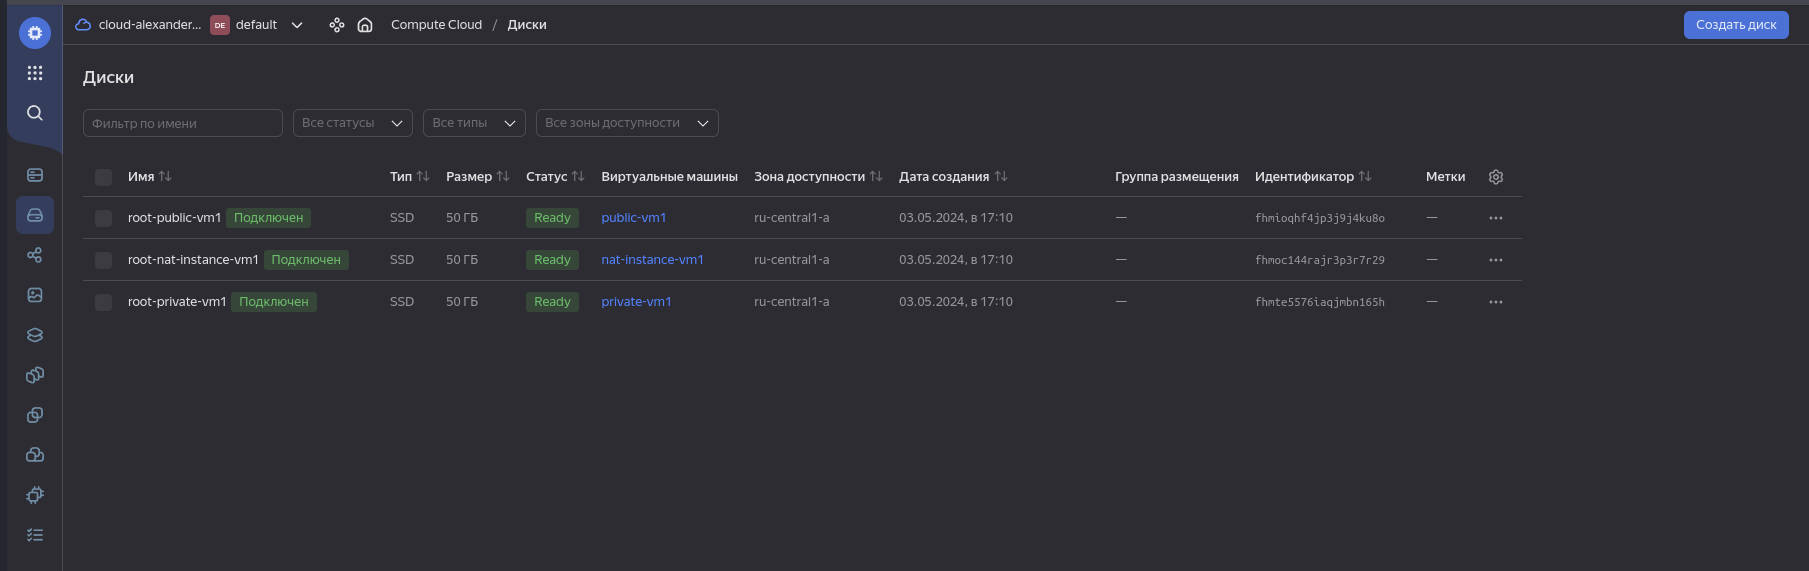 cloud-alexander... DE default Compute Cloud / Диски Создать диск
Диски
Фильтр по имени Все статусы Все типы Все зоны доступности
Имя Тип Размер Статус Виртуальные машины Зона доступности Дата создания Группа размещения Идентификатор Метки
root-public-vm1 Подключен SSD 50 ГБ Ready public-vm1 ru-central1-a 03.05.2024, в 17:10 — fhmioqhf4jp3j9j4ku8o — ...
root-nat-instance-vm1 Подключен SSD 50 ГБ Ready nat-instance-vm1 ru-central1-a 03.05.2024, в 17:10 — fhmoc144rajr3p3r7r29 — ...
root-private-vm1 Подключен SSD 50 ГБ Ready private-vm1 ru-central1-a 03.05.2024, в 17:10 — fhmte5576iaqjmbn165h — ...